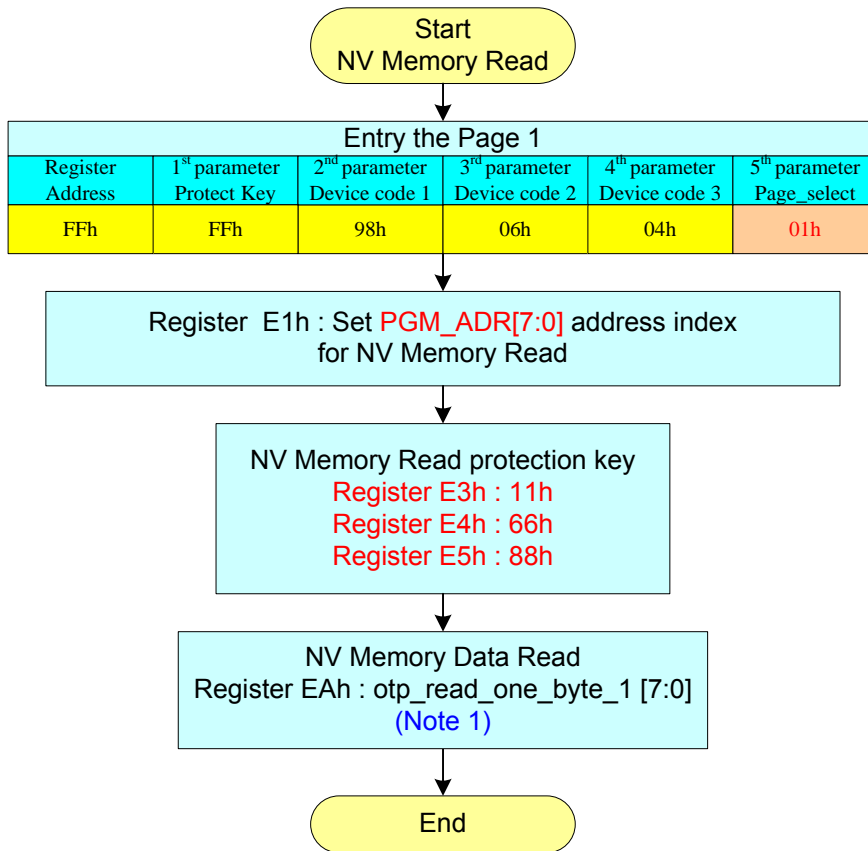 Start
NV Memory Read
Entry the Page 1
Register Address
1st parameter Protect Key
2nd parameter Device code 1
3rd parameter Device code 2
4th parameter Device code 3
5th parameter Page_select
FFh FFh 98h 06h 04h 01h
Register E1h : Set PGM_ADR[7:0] address index
for NV Memory Read
NV Memory Read protection key
Register E3h : 11h
Register E4h : 66h
Register E5h : 88h
NV Memory Data Read
Register EAh : otp_read_one_byte_1 [7:0]
(Note 1)
End